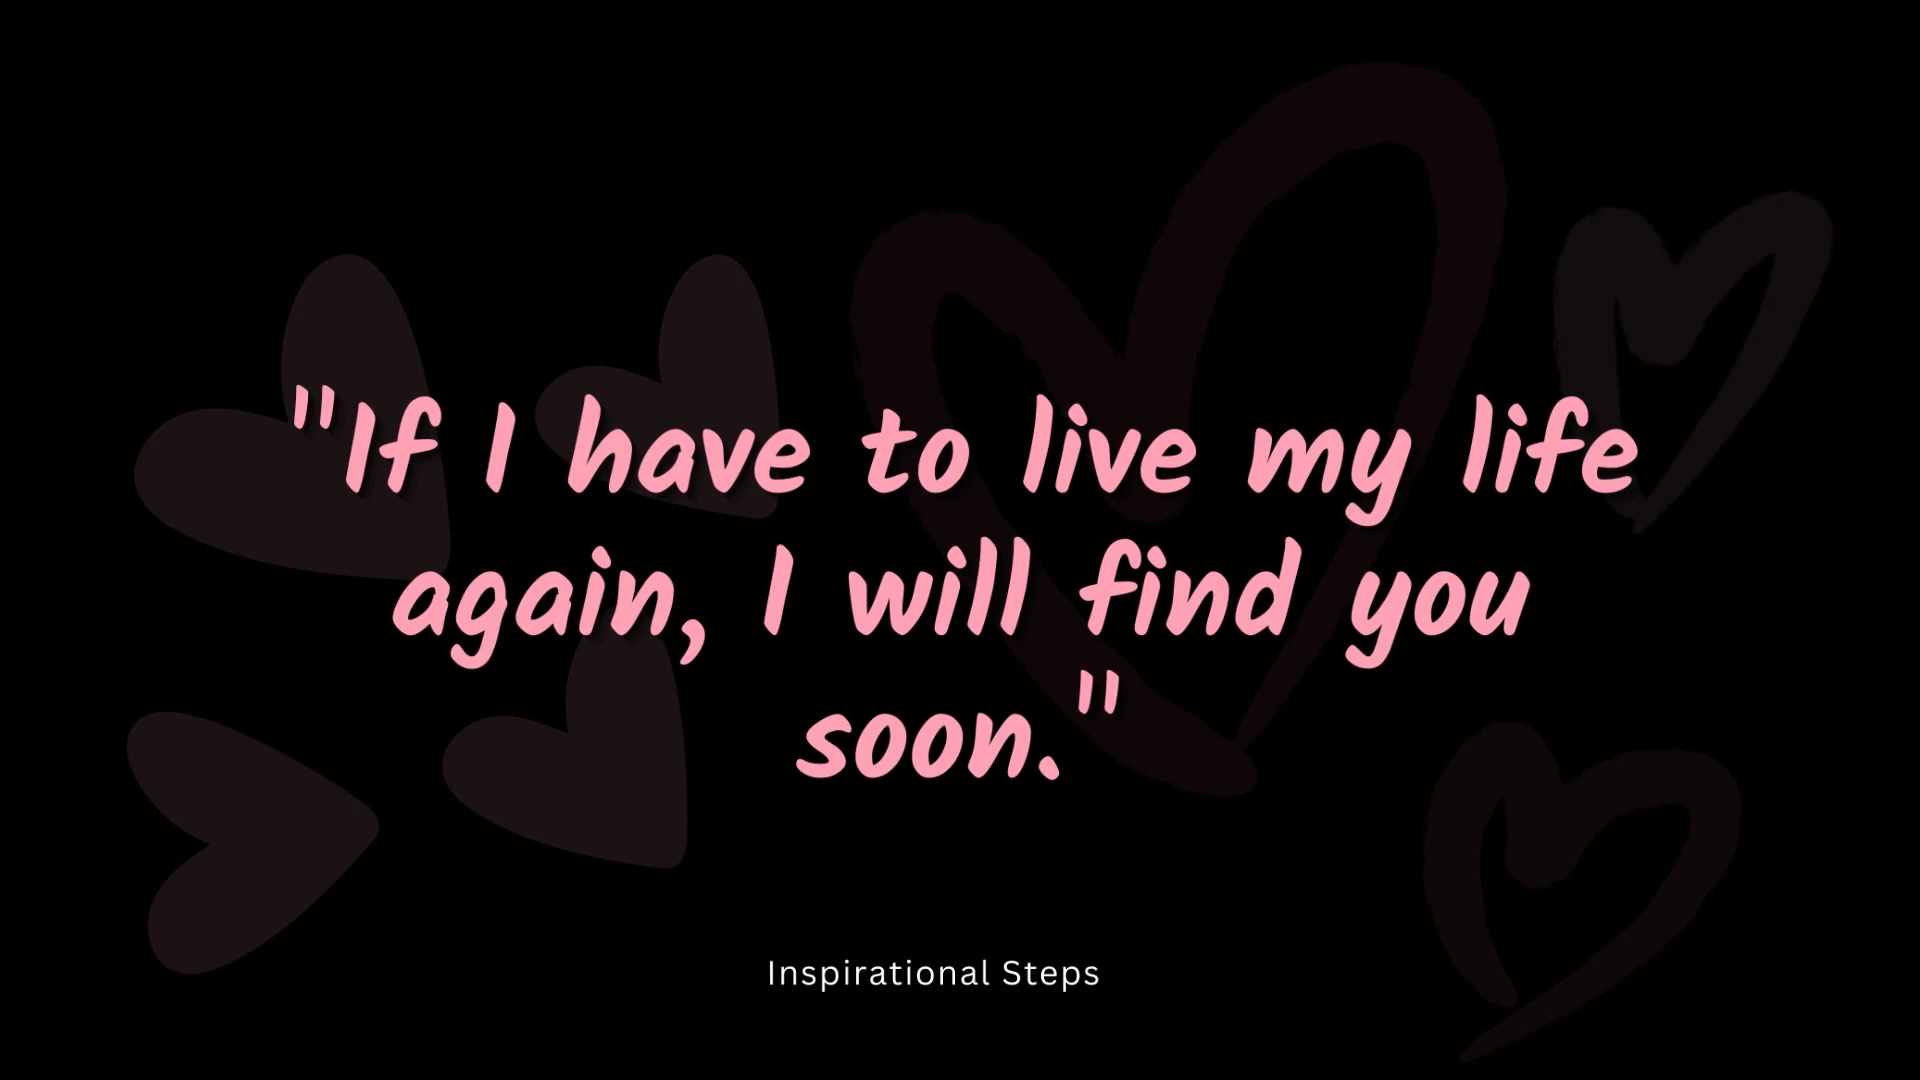 "If I have to live my life
again, I will find you
soon."
Inspirational Steps